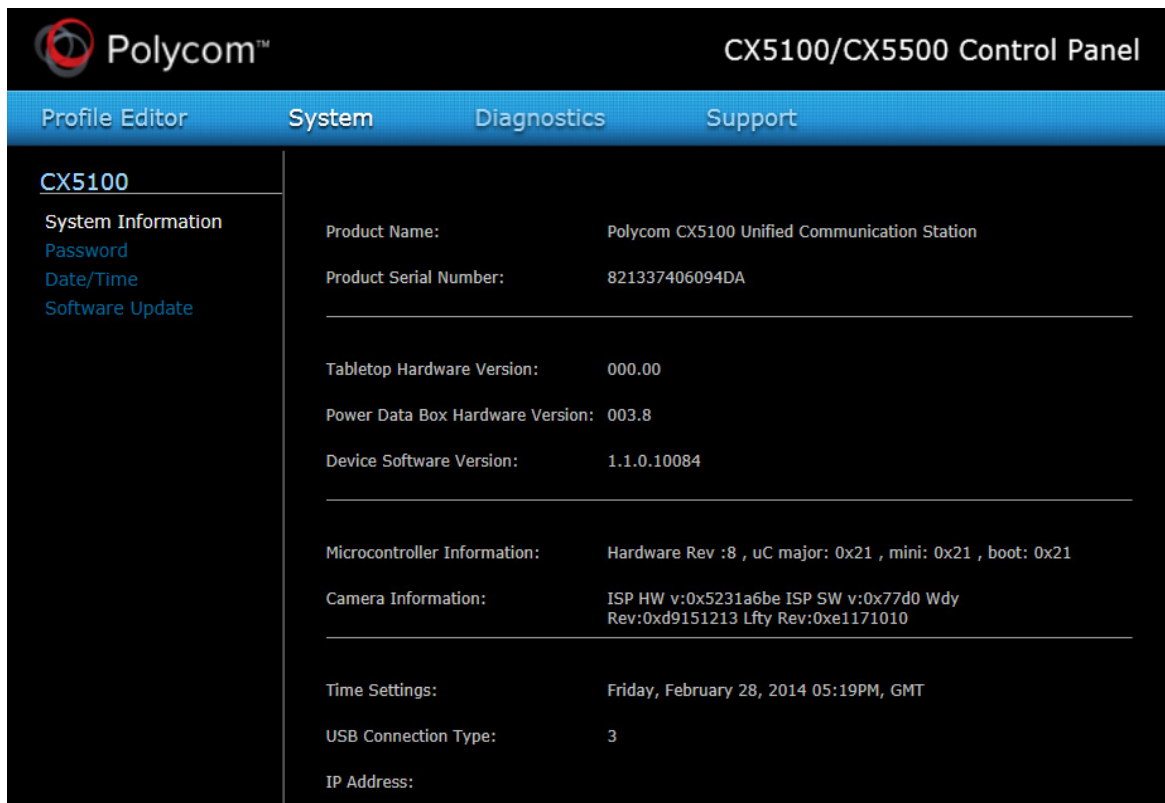 Polycom™
CX5100/CX5500 Control Panel
Profile Editor System Diagnostics Support
CX5100
System Information
Password
Date/Time
Software Update
Product Name: Polycom CX5100 Unified Communication Station
Product Serial Number: 821337406094DA
Tabletop Hardware Version: 000.00
Power Data Box Hardware Version: 003.8
Device Software Version: 1.1.0.10084
Microcontroller Information: Hardware Rev :8 , uC major: 0x21 , mini: 0x21 , boot: 0x21
Camera Information: ISP HW v:0x5231a6be ISP SW v:0x77d0 Wdy
Rev:0xd9151213 Lfty Rev:0xe1171010
Time Settings: Friday, February 28, 2014 05:19PM, GMT
USB Connection Type: 3
IP Address: